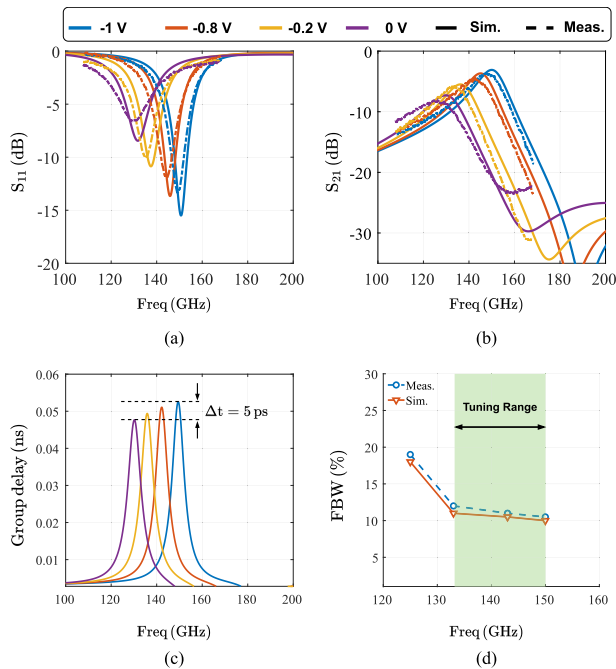 -1 V -0.8 V -0.2 V 0 V Sim. Meas.
0
-5
-10
-15
-20
S11 (dB)
100 120 140 160 180 200
Freq (GHz)
(a)
0
-10
-20
-30
S21 (dB)
100 120 140 160 180 200
Freq (GHz)
(b)
0.06
0.05
0.04
0.03
0.02
0.01
Group delay (ns)
Δt = 5 ps
100 120 140 160 180 200
Freq (GHz)
(c)
30
25
20
15
10
5
FBW (%)
Meas.
Sim.
Tuning Range
120 130 140 150 160
Freq (GHz)
(d)